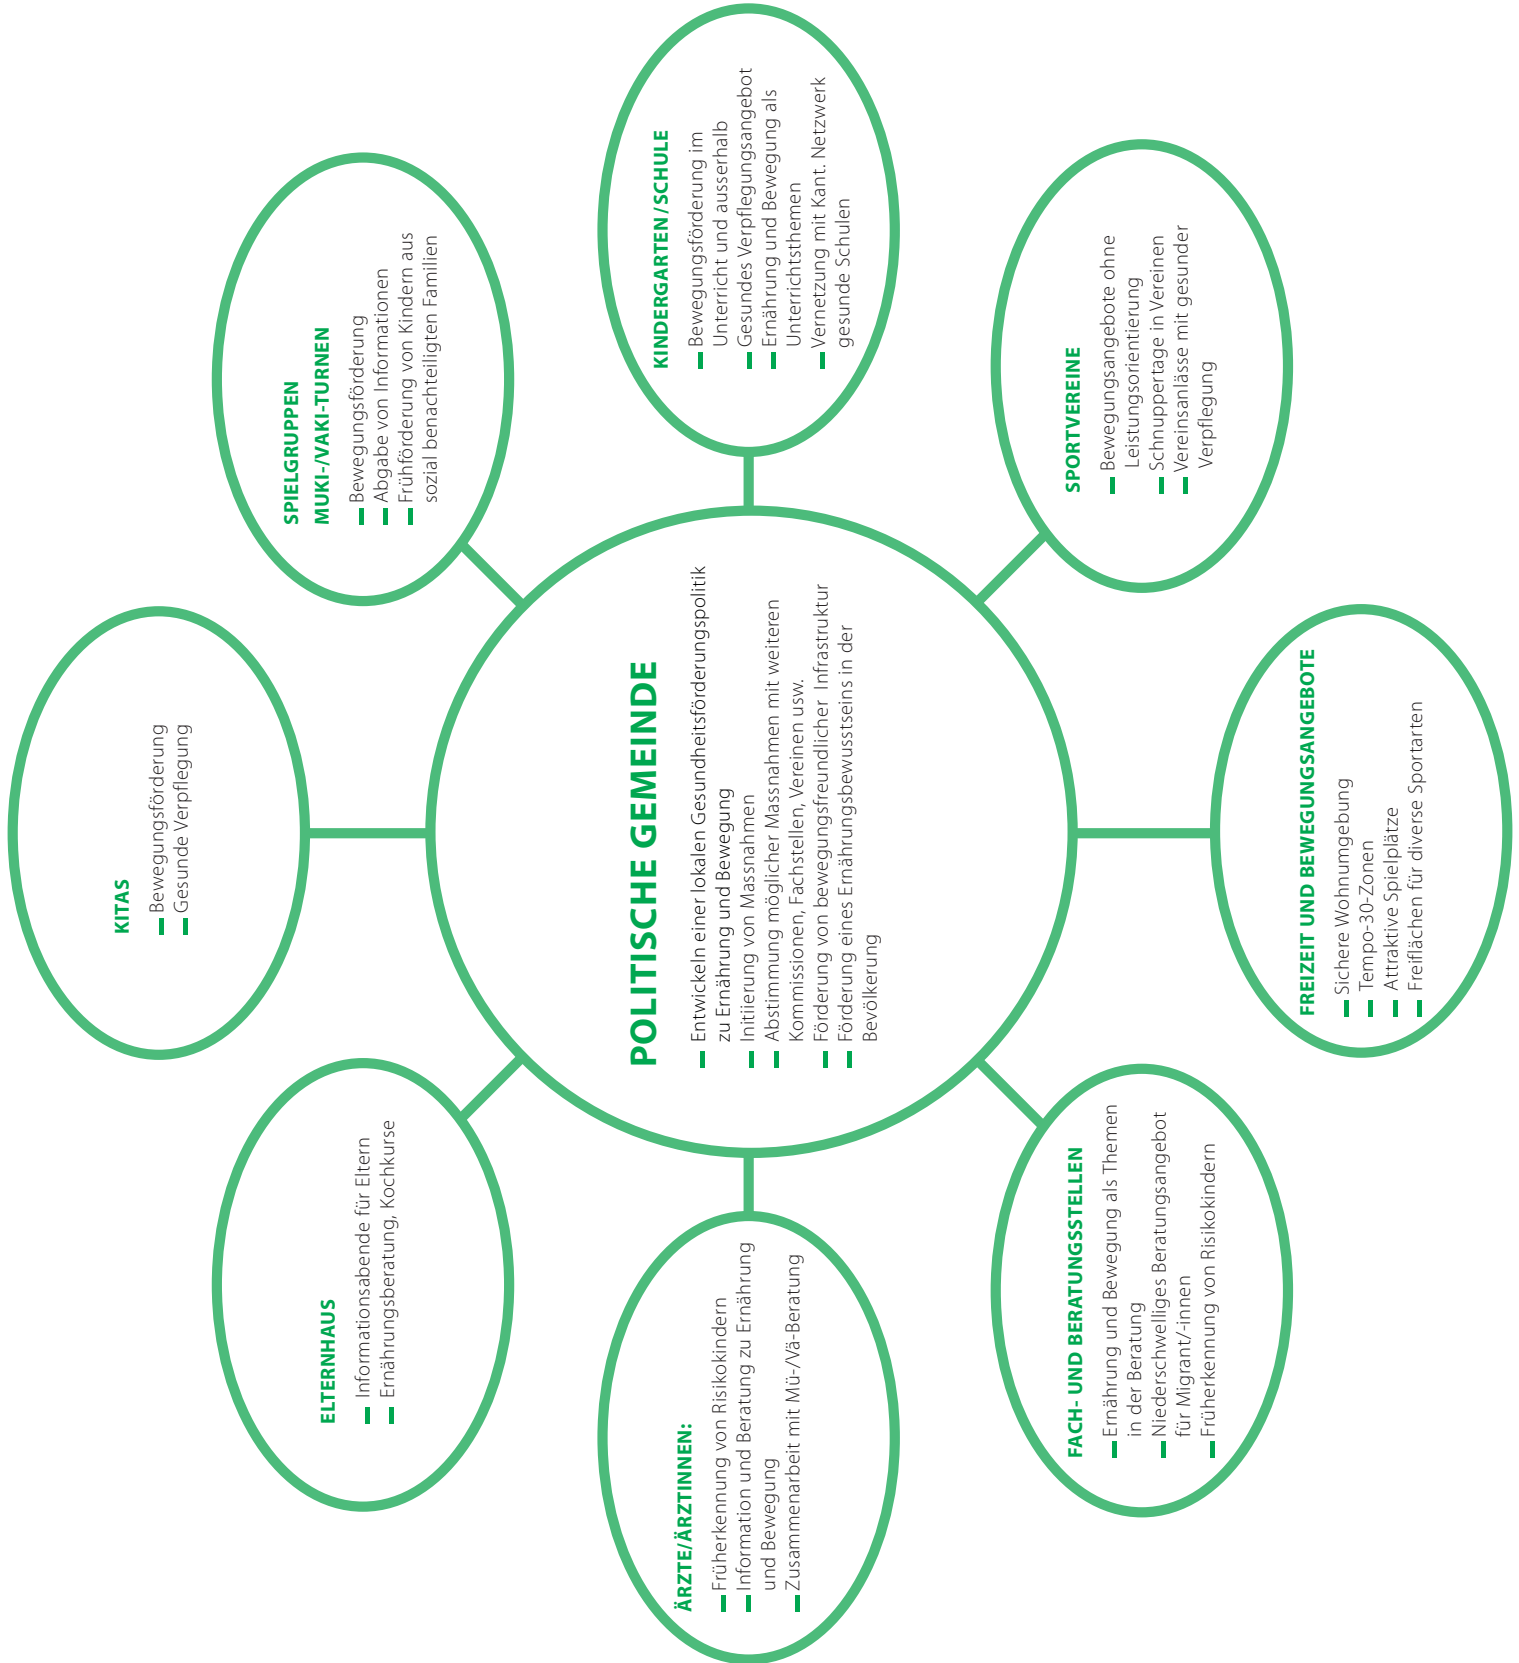 KITAS
– Bewegungsförderung
– Gesunde Verpflegung
ELTERNHAUS
– Informationsabende für Eltern
– Ernährungsberatung, Kochkurse
SPIELGRUPPEN
MUKI-/VAKI-TURNEN
– Bewegungsförderung
– Abgabe von Informationen
– Frühförderung von Kindern aus
sozial benachteiligten Familien
ÄRZTE/ÄRZTINNEN:
– Früherkennung von Risikokindern
– Information und Beratung zu Ernährung
und Bewegung
– Zusammenarbeit mit Mü-/Vä-Beratung
POLITISCHE GEMEINDE
– Entwickeln einer lokalen Gesundheitsförderungspolitik
zu Ernährung und Bewegung
– Initiierung von Massnahmen
– Abstimmung möglicher Massnahmen mit weiteren
Kommissionen, Fachstellen, Vereinen usw.
– Förderung von bewegungsfreundlicher Infrastruktur
– Förderung eines Ernährungsbewusstseins in der
Bevölkerung
KINDERGARTEN/SCHULE
– Bewegungsförderung im
Unterricht und ausserhalb
– Gesundes Verpflegungsangebot
– Ernährung und Bewegung als
Unterrichtsthemen
– Vernetzung mit Kant. Netzwerk
gesunde Schulen
FACH- UND BERATUNGSSTELLEN
– Ernährung und Bewegung als Themen
in der Beratung
– Niederschwelliges Beratungsangebot
für Migrant/-innen
– Früherkennung von Risikokindern
SPORTVEREINE
– Bewegungsangebote ohne
Leistungsorientierung
– Schnuppertage in Vereinen
– Vereinsanlässe mit gesunder
Verpflegung
FREIZEIT UND BEWEGUNGSANGEBOTE
– Sichere Wohnumgebung
– Tempo-30-Zonen
– Attraktive Spielplätze
– Freiflächen für diverse Sportarten